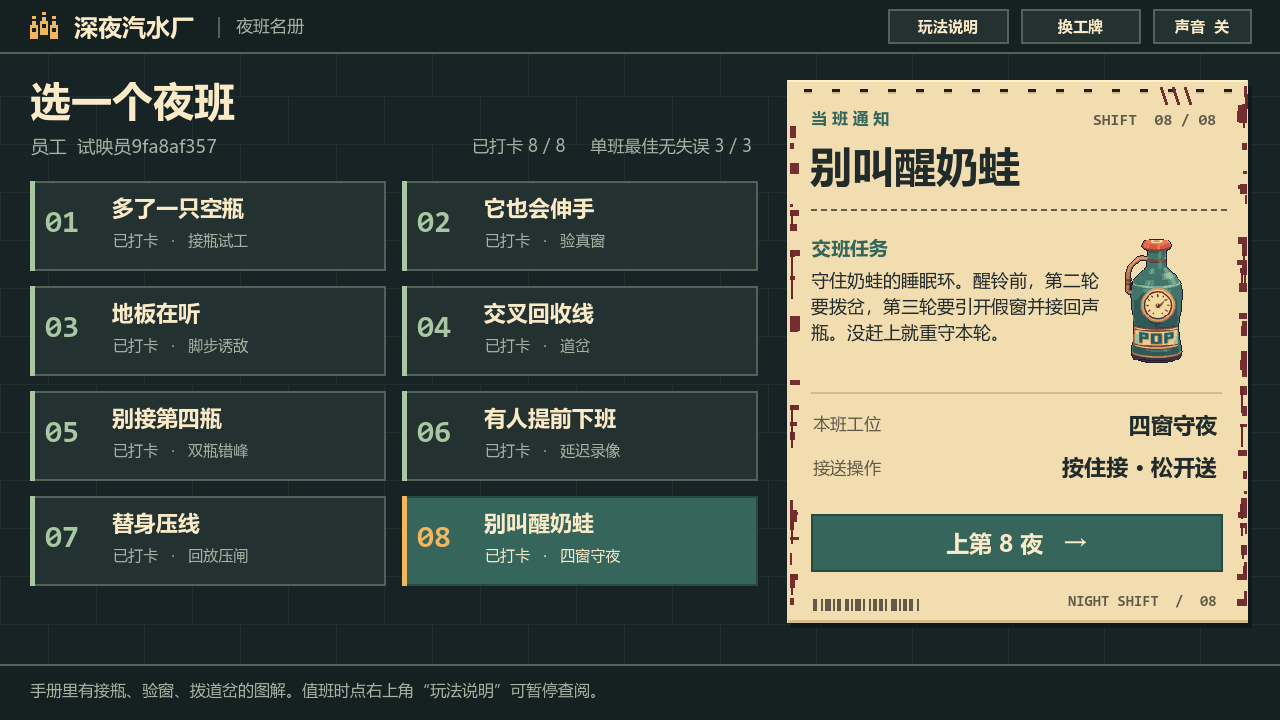 深夜汽水厂
夜班名册
玩法说明
换工牌
声音 关
选一个夜班
员工 试映员9fa8af357
已打卡 8 / 8
单班最佳无失误 3 / 3
01
多了一只空瓶
已打卡 · 接瓶试工
02
它也会伸手
已打卡 · 验真窗
03
地板在听
已打卡 · 脚步诱敌
04
交叉回收线
已打卡 · 道岔
05
别接第四瓶
已打卡 · 双瓶错峰
06
有人提前下班
已打卡 · 延迟录像
07
替身压线
已打卡 · 回放压闸
08
别叫醒奶蛙
已打卡 · 四窗守夜
当班通知
SHIFT 08 / 08
别叫醒奶蛙
交班任务
守住奶蛙的睡眠环。醒铃前，第二轮
要拨岔，第三轮要引开假窗并接回声
瓶。没赶上就重守本轮。
POP
本班工位
四窗守夜
接送操作
按住接・松开送
上第 8 夜 →
NIGHT SHIFT / 08
手册里有接瓶、验窗、拨道岔的图解。值班时点右上角“玩法说明”可暂停查阅。